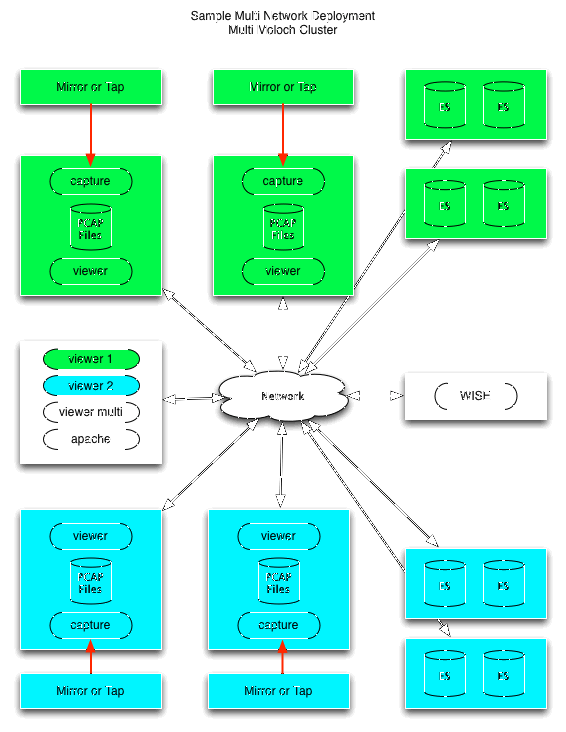 Sample Multi Network Deployment
Multi Moloch Cluster
Mirror or Tap
Mirror or Tap
ES ES
capture
capture
PCAP
Files
PCAP
Files
ES ES
viewer
viewer
viewer 1
viewer 2
viewer multi
apache
Network
WISE
viewer
viewer
PCAP
Files
PCAP
Files
ES ES
capture
capture
ES ES
Mirror or Tap
Mirror or Tap